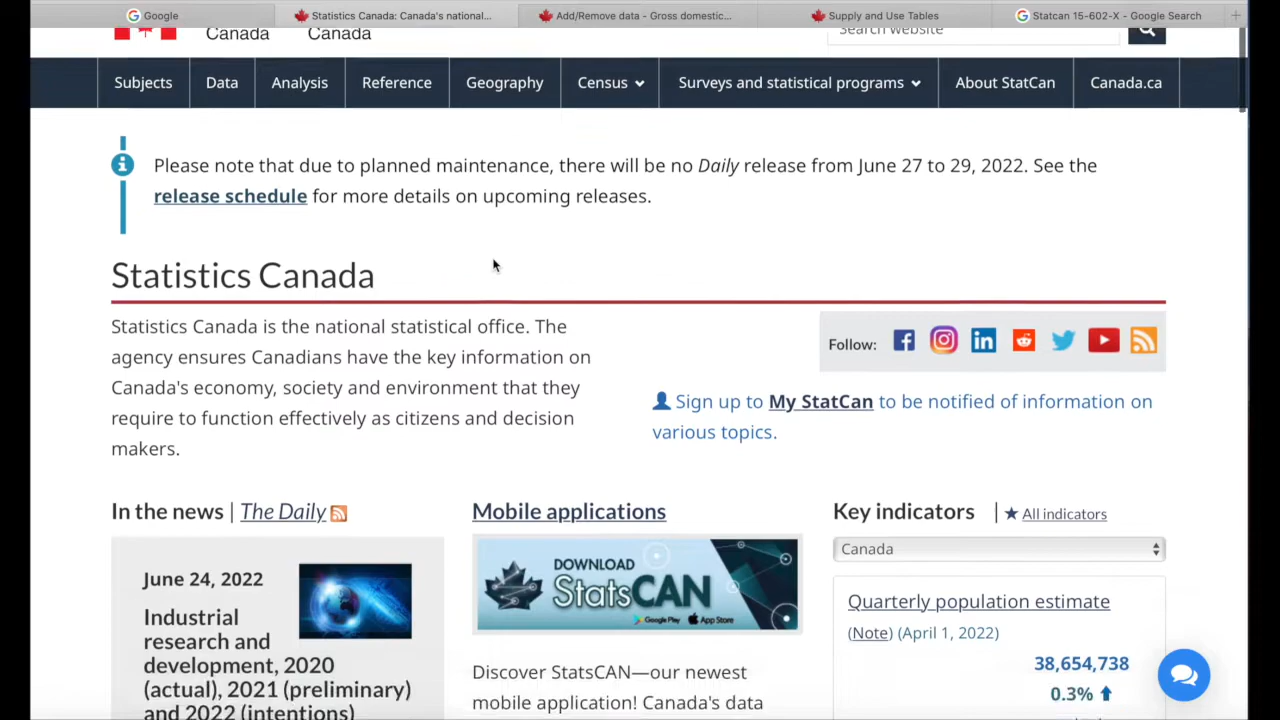 Google
Statistics Canada: Canada's national...
Add/Remove data - Gross domestic...
Supply and Use Tables
Statcan 15-602-X - Google Search
Canada Canada
Search website
Subjects
Data
Analysis
Reference
Geography
Census
Surveys and statistical programs
About StatCan
Canada.ca
Please note that due to planned maintenance, there will be no Daily release from June 27 to 29, 2022. See the
release schedule for more details on upcoming releases.
Statistics Canada
Statistics Canada is the national statistical office. The
agency ensures Canadians have the key information on
Canada's economy, society and environment that they
require to function effectively as citizens and decision
makers.
Follow:
Sign up to My StatCan to be notified of information on
various topics.
In the news | The Daily
June 24, 2022
Industrial
research and
development, 2020
(actual), 2021 (preliminary)
and 2022 (intentions)
Mobile applications
DOWNLOAD
StatsCAN
Google Play App Store
Discover StatsCAN—our newest
mobile application! Canada's data
Key indicators | All indicators
Canada
Quarterly population estimate
(Note) (April 1, 2022)
38,654,738
0.3%